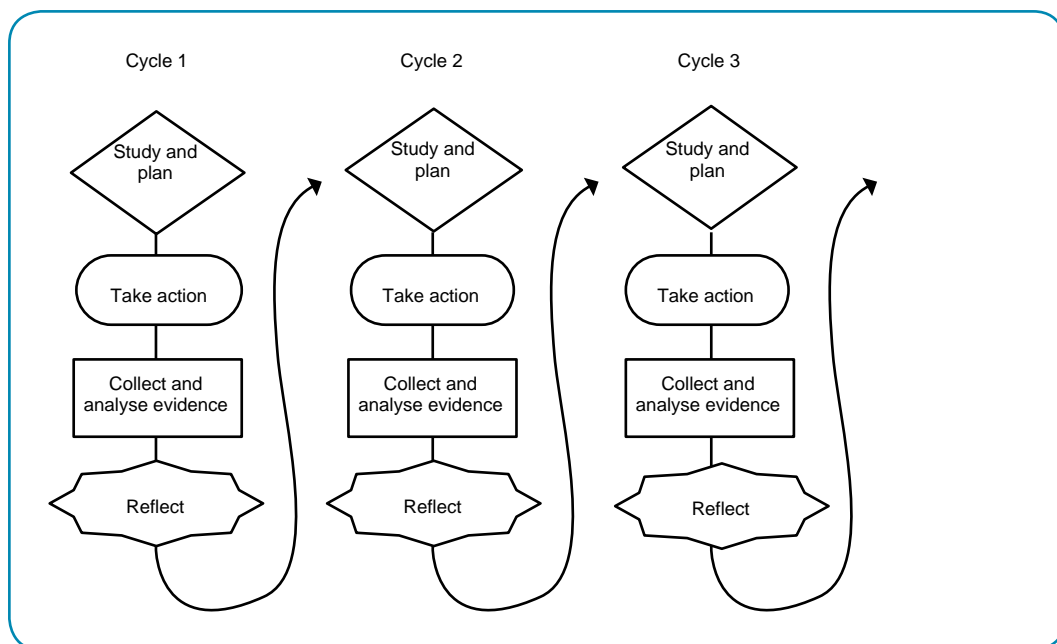 Cycle 1
Study and
plan
Take action
Collect and
analyse evidence
Reflect
Cycle 2
Study and
plan
Take action
Collect and
analyse evidence
Reflect
Cycle 3
Study and
plan
Take action
Collect and
analyse evidence
Reflect